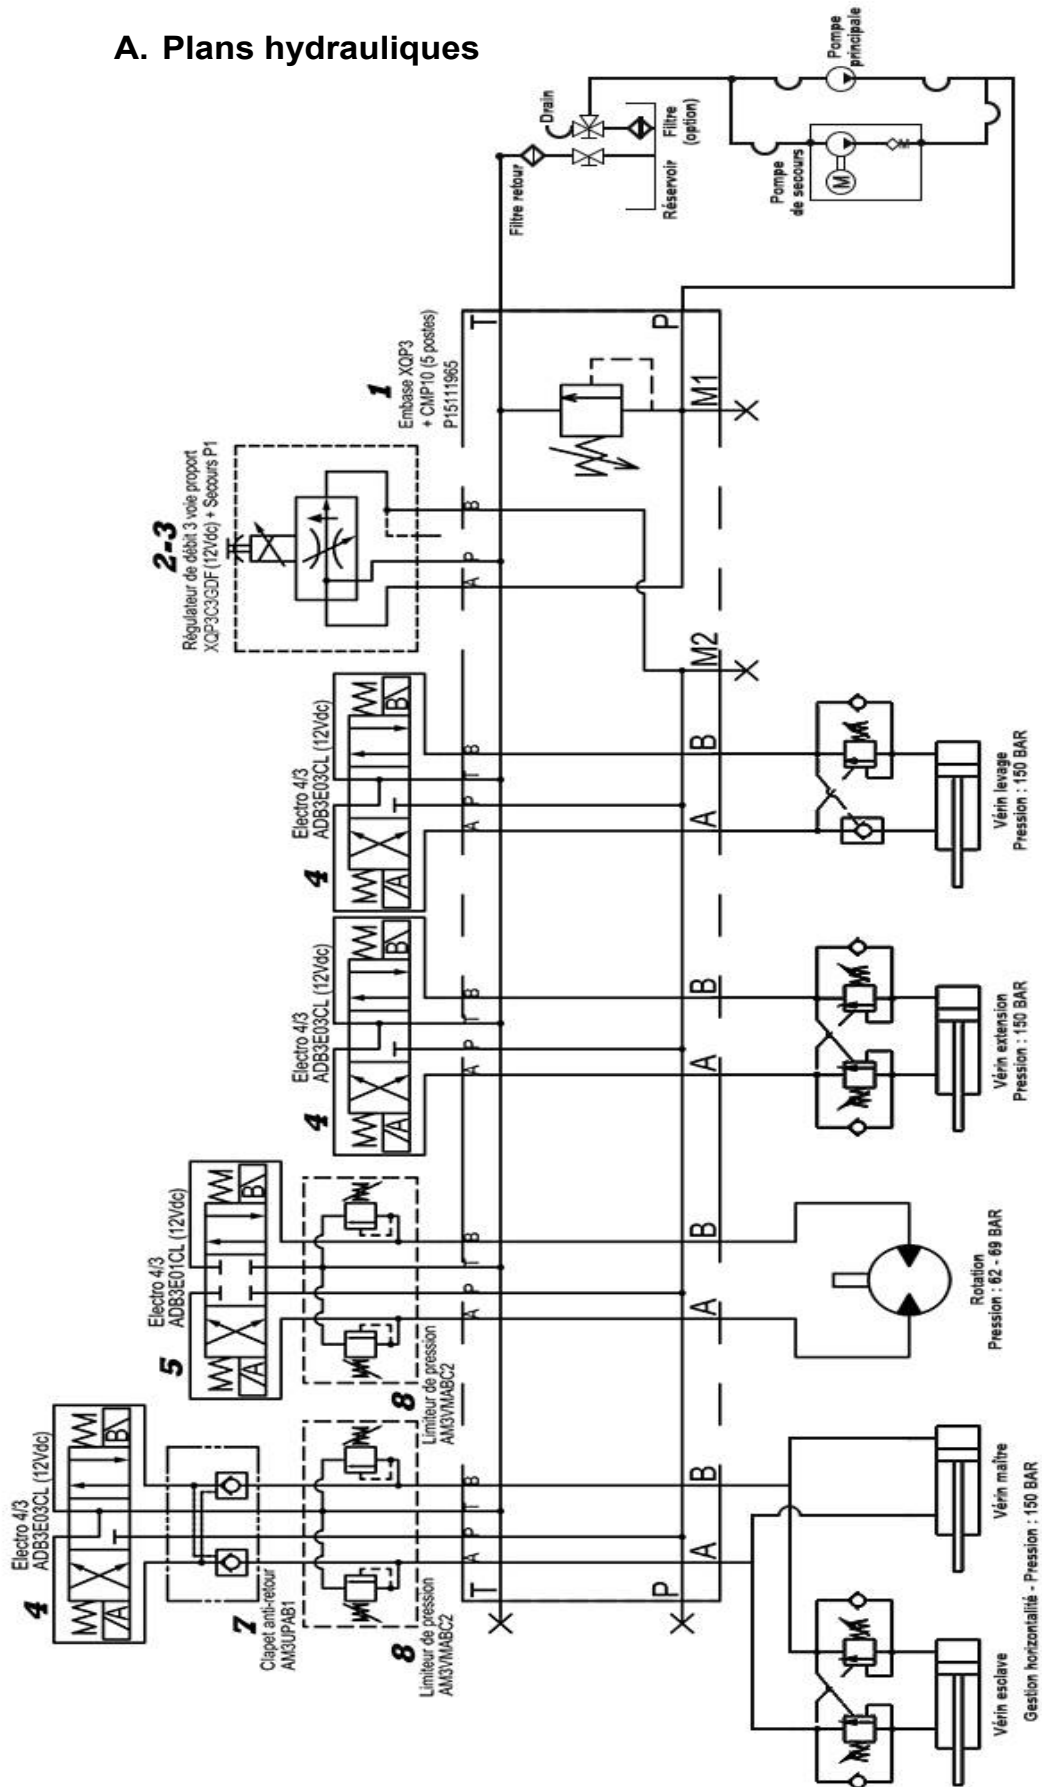 A. Plans hydrauliques
Pompe
principale
Drain
Filtre
(option)
Filtre retour
Réservoir
Pompe
de secours
M
1
Embase XQP3
+ CMP10 (5 postes)
P15111965
T
P
M1
2-3
Régulateur de débit 3 voie proport
XQP3C3GDF (12Vdc) + Secours P1
A
P
B
M2
Electro 4/3
ADB3E03CL (12Vdc)
4
A
B
A
P
T
B
A
B
Vérin levage
Pression : 150 BAR
Electro 4/3
ADB3E03CL (12Vdc)
4
A
B
A
P
T
B
A
B
Vérin extension
Pression : 150 BAR
Electro 4/3
ADB3E01CL (12Vdc)
5
A
B
8
Limiteur de pression
AM3VMABC2
A
P
T
B
A
B
Rotation
Pression : 62 - 69 BAR
Electro 4/3
ADB3E03CL (12Vdc)
4
A
B
7
Clapet anti-retour
AM3UPAB1
8
Limiteur de pression
AM3VMABC2
A
P
T
B
A
B
T
P
Vérin maître
Vérin esclave
Gestion horizontalité - Pression : 150 BAR